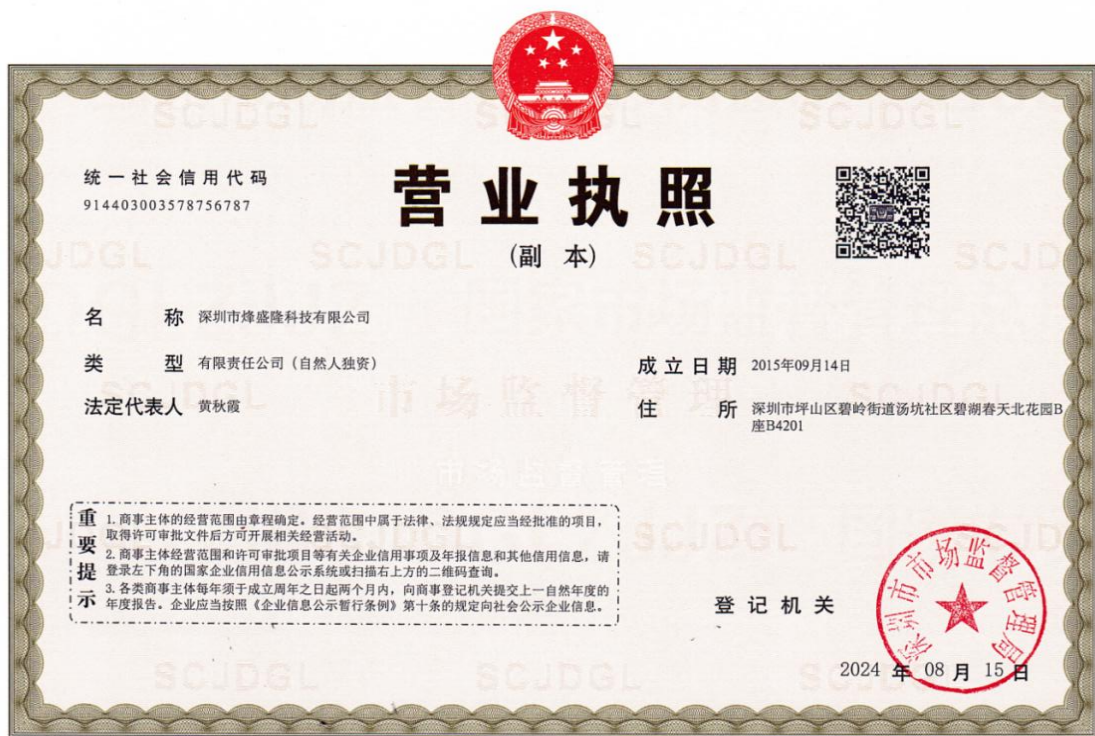 统一社会信用代码
914403003578756787
营业执照
(副 本)
名 称 深圳市烽盛隆科技有限公司
类 型 有限责任公司（自然人独资）
法定代表人 黄秋霞
成立日期 2015年09月14日
住 所 深圳市坪山区碧岭街道汤坑社区碧湖春天北花园B
座B4201
重要提示
1. 商事主体的经营范围由章程确定。经营范围中属于法律、法规规定应当经批准的项目，
取得许可审批文件后方可开展相关经营活动。
2. 商事主体经营范围和许可审批项目等有关企业信用事项及年报信息和其他信用信息，请
登录左下角的国家企业信用信息公示系统或扫描右上方的二维码查询。
3. 各类商事主体每年须于成立周年之日起两个月内，向商事登记机关提交上一自然年度的
年度报告。企业应当按照《企业信息公示暂行条例》第十条的规定向社会公示企业信息。
登记机关
深圳市市场监督管理局
2024 年 08 月 15 日
SCJDGL
市场监督管理